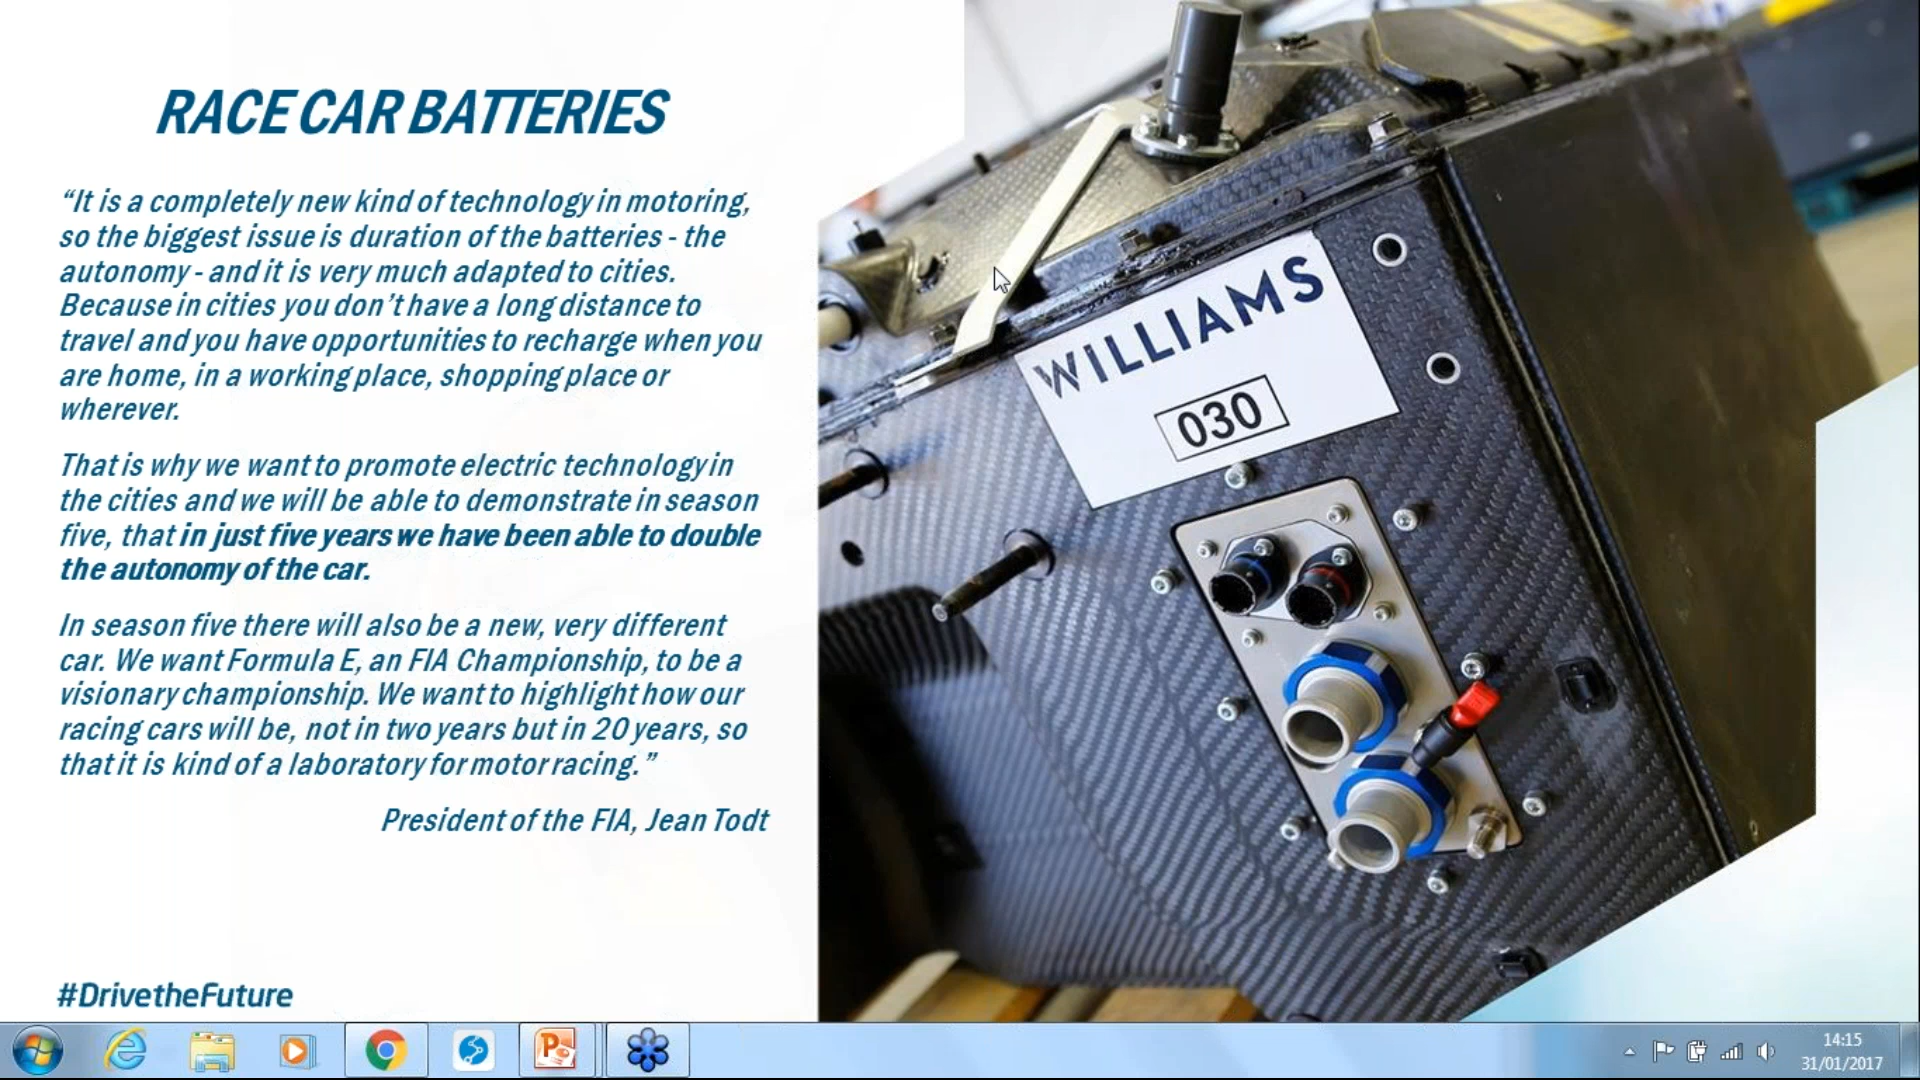 RACE CAR BATTERIES
“It is a completely new kind of technology in motoring,
so the biggest issue is duration of the batteries - the
autonomy - and it is very much adapted to cities.
Because in cities you don’t have a long distance to
travel and you have opportunities to recharge when you
are home, in a working place, shopping place or
wherever.
That is why we want to promote electric technology in
the cities and we will be able to demonstrate in season
five, that in just five years we have been able to double
the autonomy of the car.
In season five there will also be a new, very different
car. We want Formula E, an FIA Championship, to be a
visionary championship. We want to highlight how our
racing cars will be, not in two years but in 20 years, so
that it is kind of a laboratory for motor racing.”
President of the FIA, Jean Todt
#DrivetheFuture
WILLIAMS
030
14:15
31/01/2017